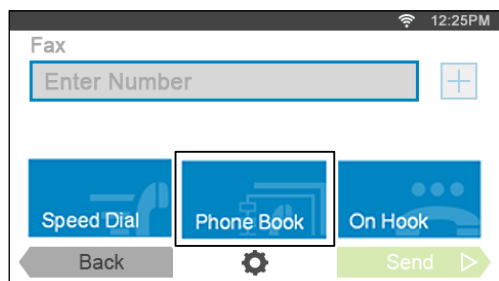 12:25PM
Fax
Enter Number
Speed Dial Phone Book On Hook
Back Send